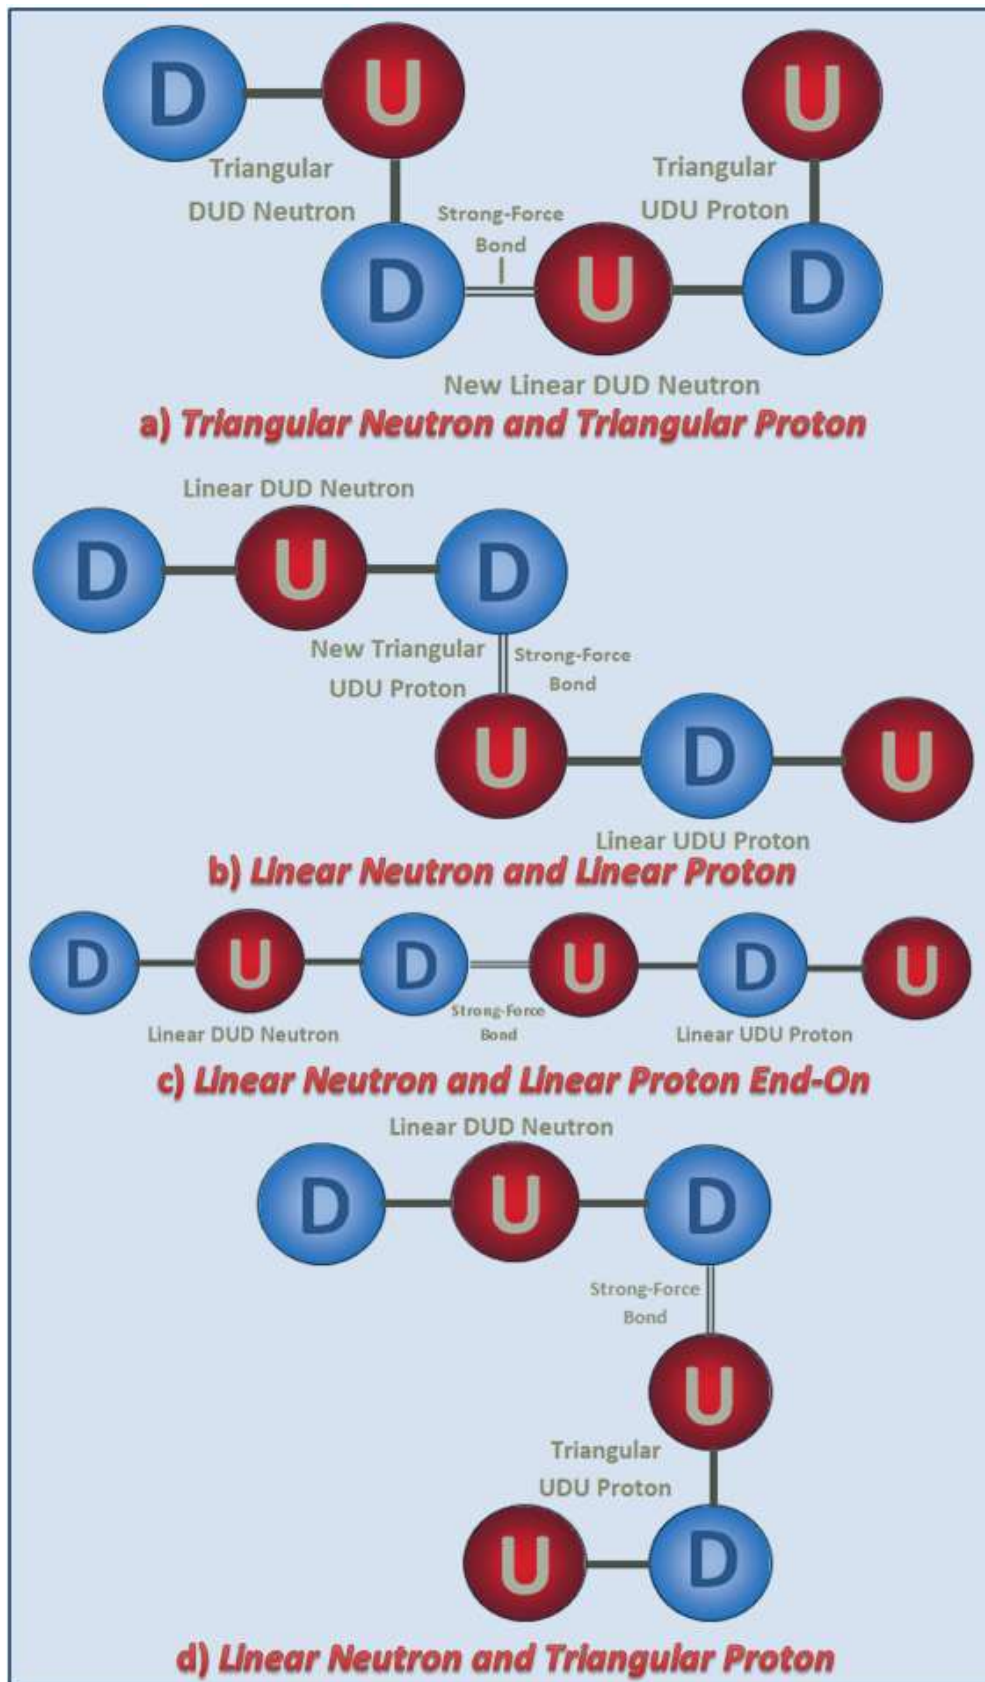 D
U
U
Triangular
DUD Neutron
Triangular
UDU Proton
Strong-Force
Bond
D
U
D
New Linear DUD Neutron
a) Triangular Neutron and Triangular Proton
Linear DUD Neutron
D
U
D
New Triangular
UDU Proton
Strong-Force
Bond
U
D
U
Linear UDU Proton
b) Linear Neutron and Linear Proton
D
U
D
U
D
U
Linear DUD Neutron
Strong-Force
Bond
Linear UDU Proton
c) Linear Neutron and Linear Proton End-On
Linear DUD Neutron
D
U
D
Strong-Force
Bond
U
Triangular
UDU Proton
U
D
d) Linear Neutron and Triangular Proton